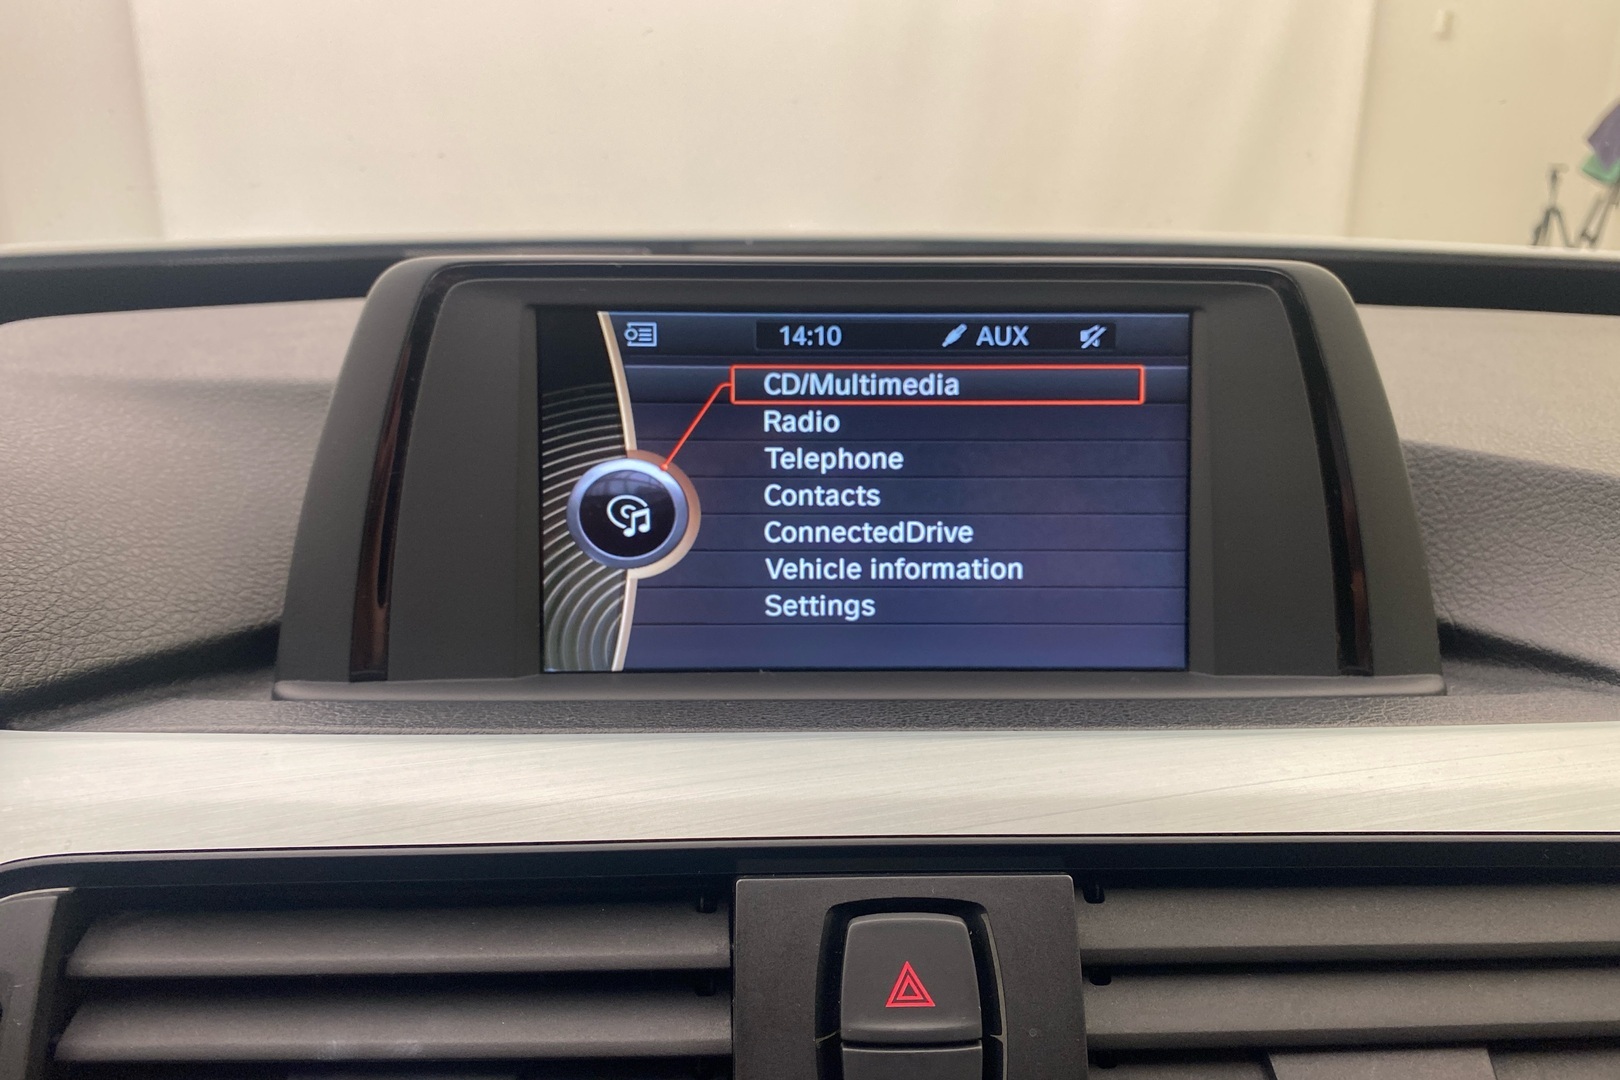 14:10 AUX
CD/Multimedia
Radio
Telephone
Contacts
ConnectedDrive
Vehicle information
Settings